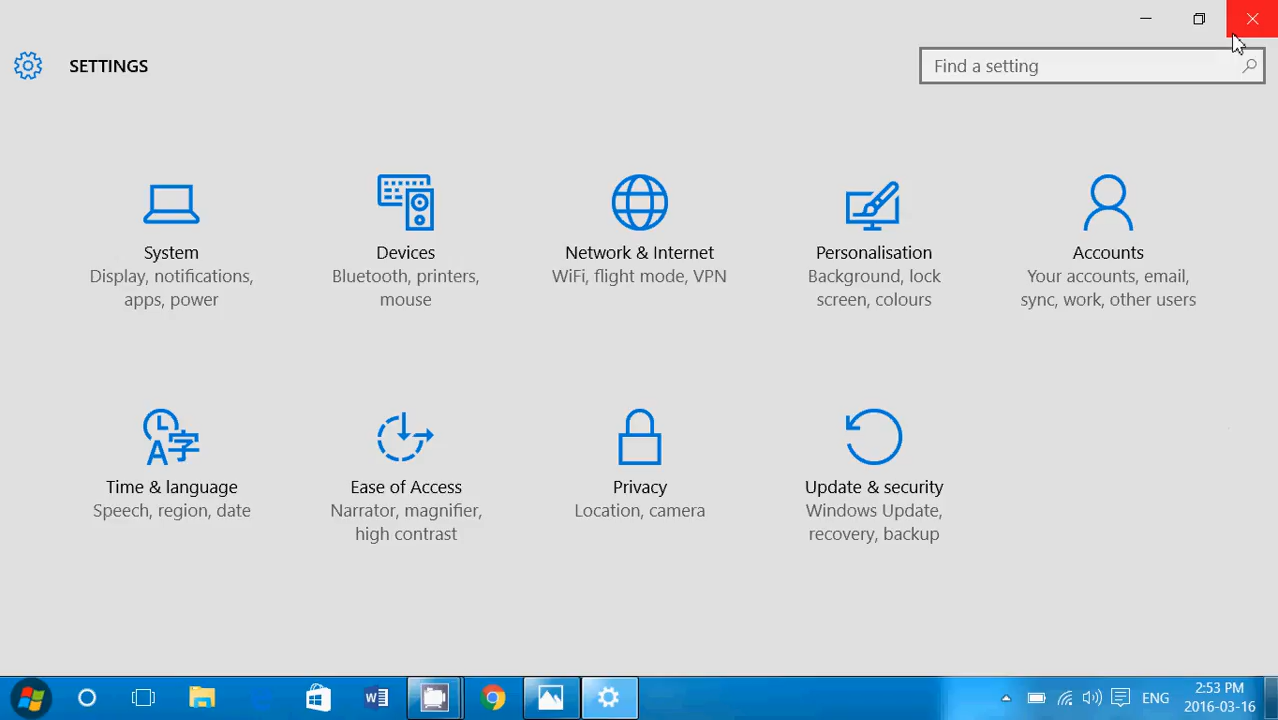 SETTINGS
Find a setting
System
Display, notifications,
apps, power
Devices
Bluetooth, printers,
mouse
Network & Internet
WiFi, flight mode, VPN
Personalisation
Background, lock
screen, colours
Accounts
Your accounts, email,
sync, work, other users
Time & language
Speech, region, date
Ease of Access
Narrator, magnifier,
high contrast
Privacy
Location, camera
Update & security
Windows Update,
recovery, backup
ENG
2:53 PM
2016-03-16